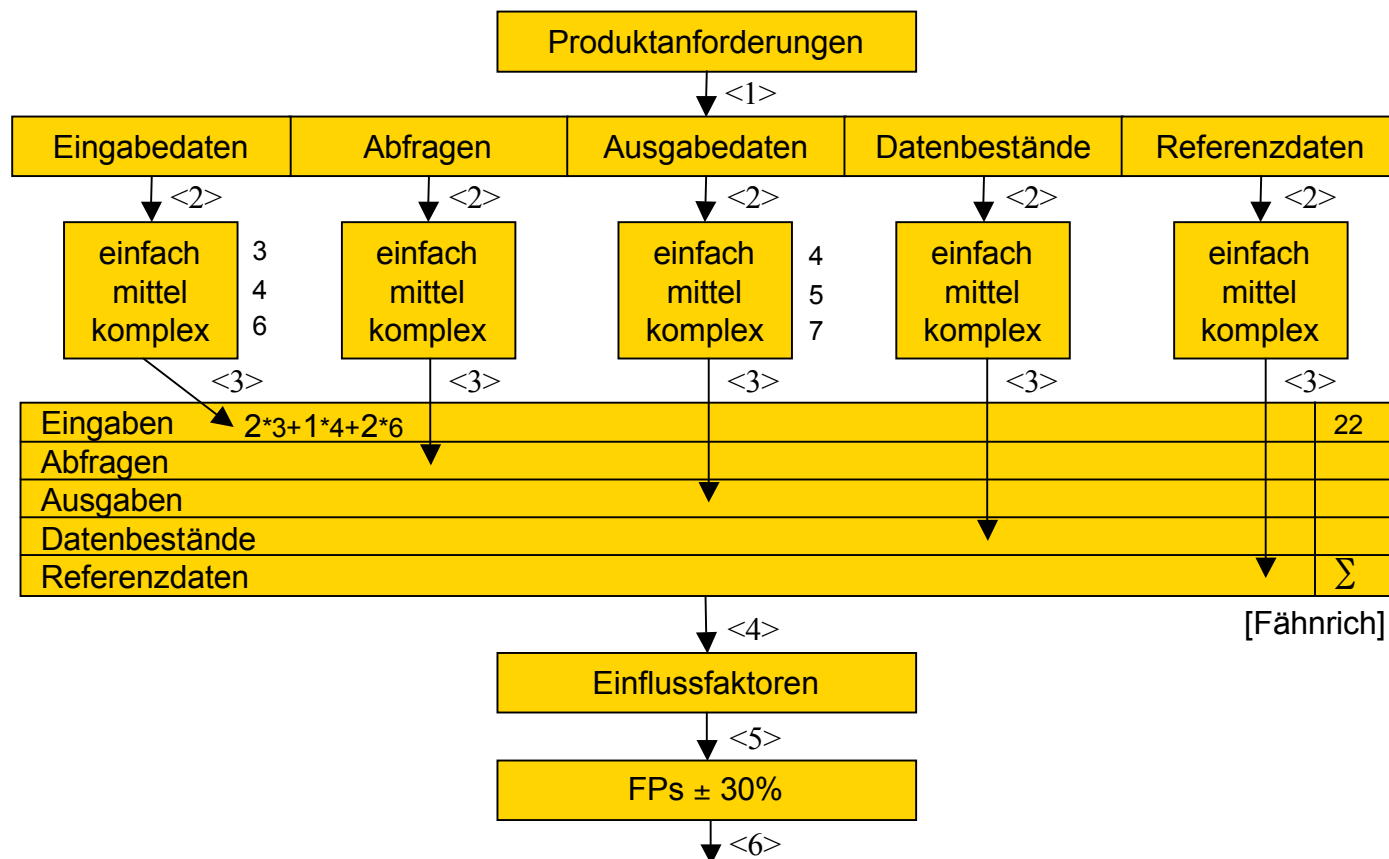 Produktanforderungen
<1>
Eingabedaten Abfragen Ausgabedaten Datenbestände Referenzdaten
<2> <2> <2> <2> <2>
einfach 3 einfach einfach 4 einfach einfach
mittel 4 mittel mittel 5 mittel mittel
komplex 6 komplex komplex 7 komplex komplex
<3> <3> <3> <3> <3>
Eingaben 2*3+1*4+2*6 22
Abfragen
Ausgaben
Datenbestände
Referenzdaten ∑
[Fähnrich]
<4>
Einflussfaktoren
<5>
FPs ± 30%
<6>